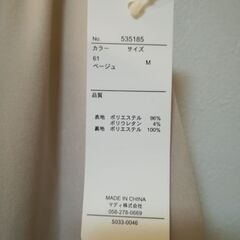 No. 535185
カラー サイズ
61
ベージュ M
品質
表地 ポリエステル 96%
ポリウレタン 4%
裏地 ポリエステル 100%
MADE IN CHINA
マディ株式会社
058-278-0669
5033-0046